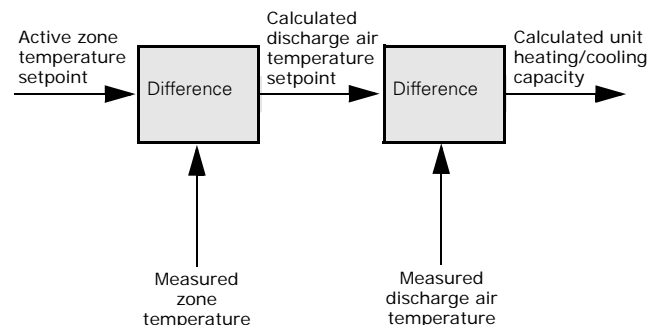 Active zone
temperature
setpoint
Difference
Calculated
discharge air
temperature
setpoint
Difference
Calculated unit
heating/cooling
capacity
Measured
zone
temperature
Measured
discharge air
temperature